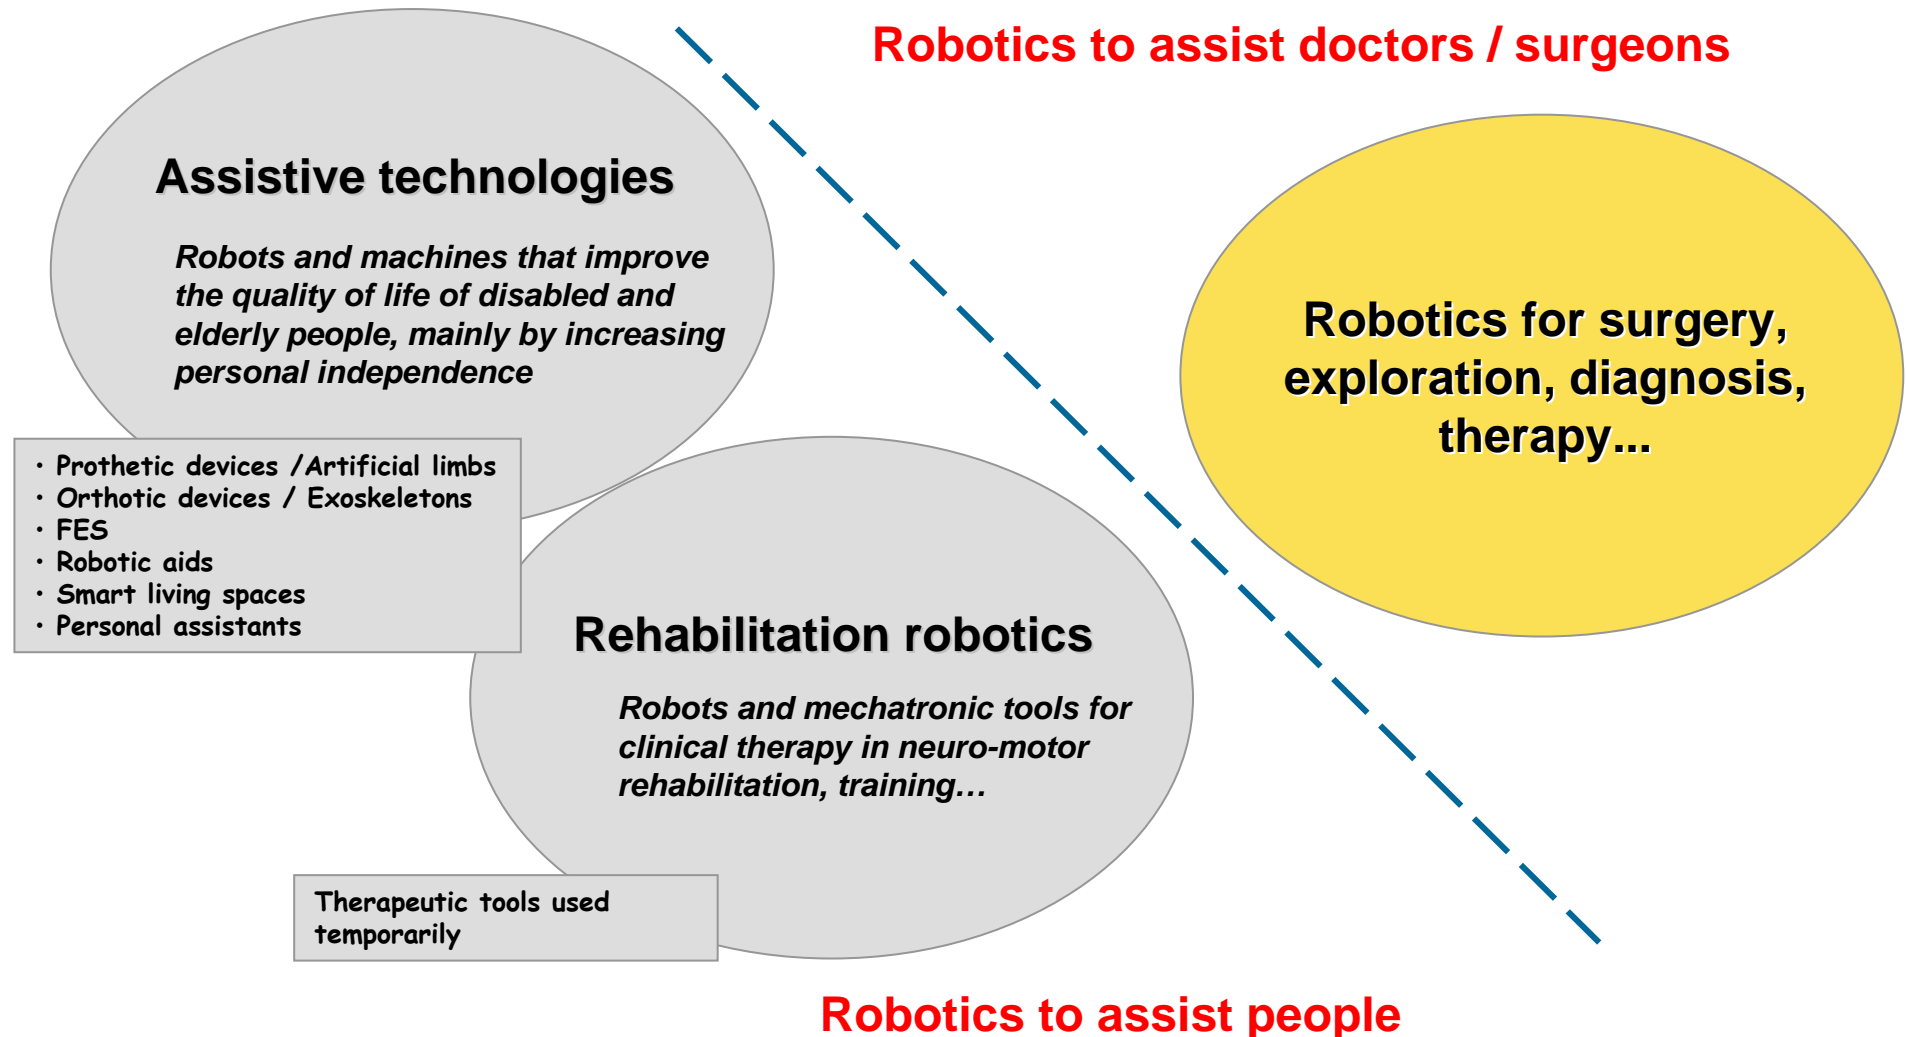 Robotics to assist doctors / surgeons
Assistive technologies
Robots and machines that improve
the quality of life of disabled and
elderly people, mainly by increasing
personal independence
• Prothetic devices /Artificial limbs
• Orthotic devices / Exoskeletons
• FES
• Robotic aids
• Smart living spaces
• Personal assistants
Robotics for surgery,
exploration, diagnosis,
therapy...
Rehabilitation robotics
Robots and mechatronic tools for
clinical therapy in neuro-motor
rehabilitation, training…
Therapeutic tools used
temporarily
Robotics to assist people